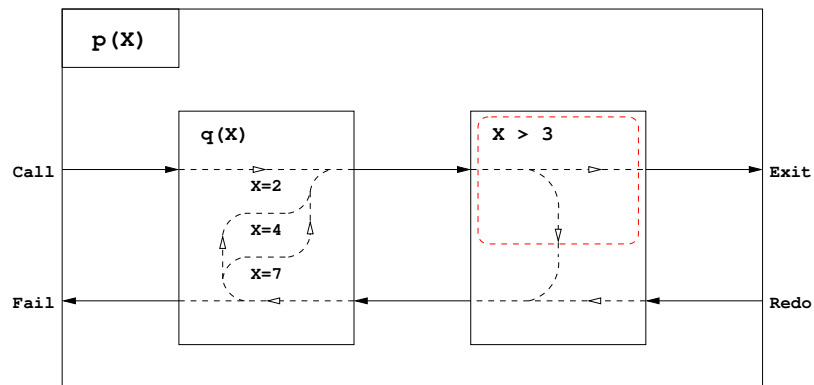 p(X)
q(X)
X > 3
Call
Exit
X=2
X=4
X=7
Fail
Redo